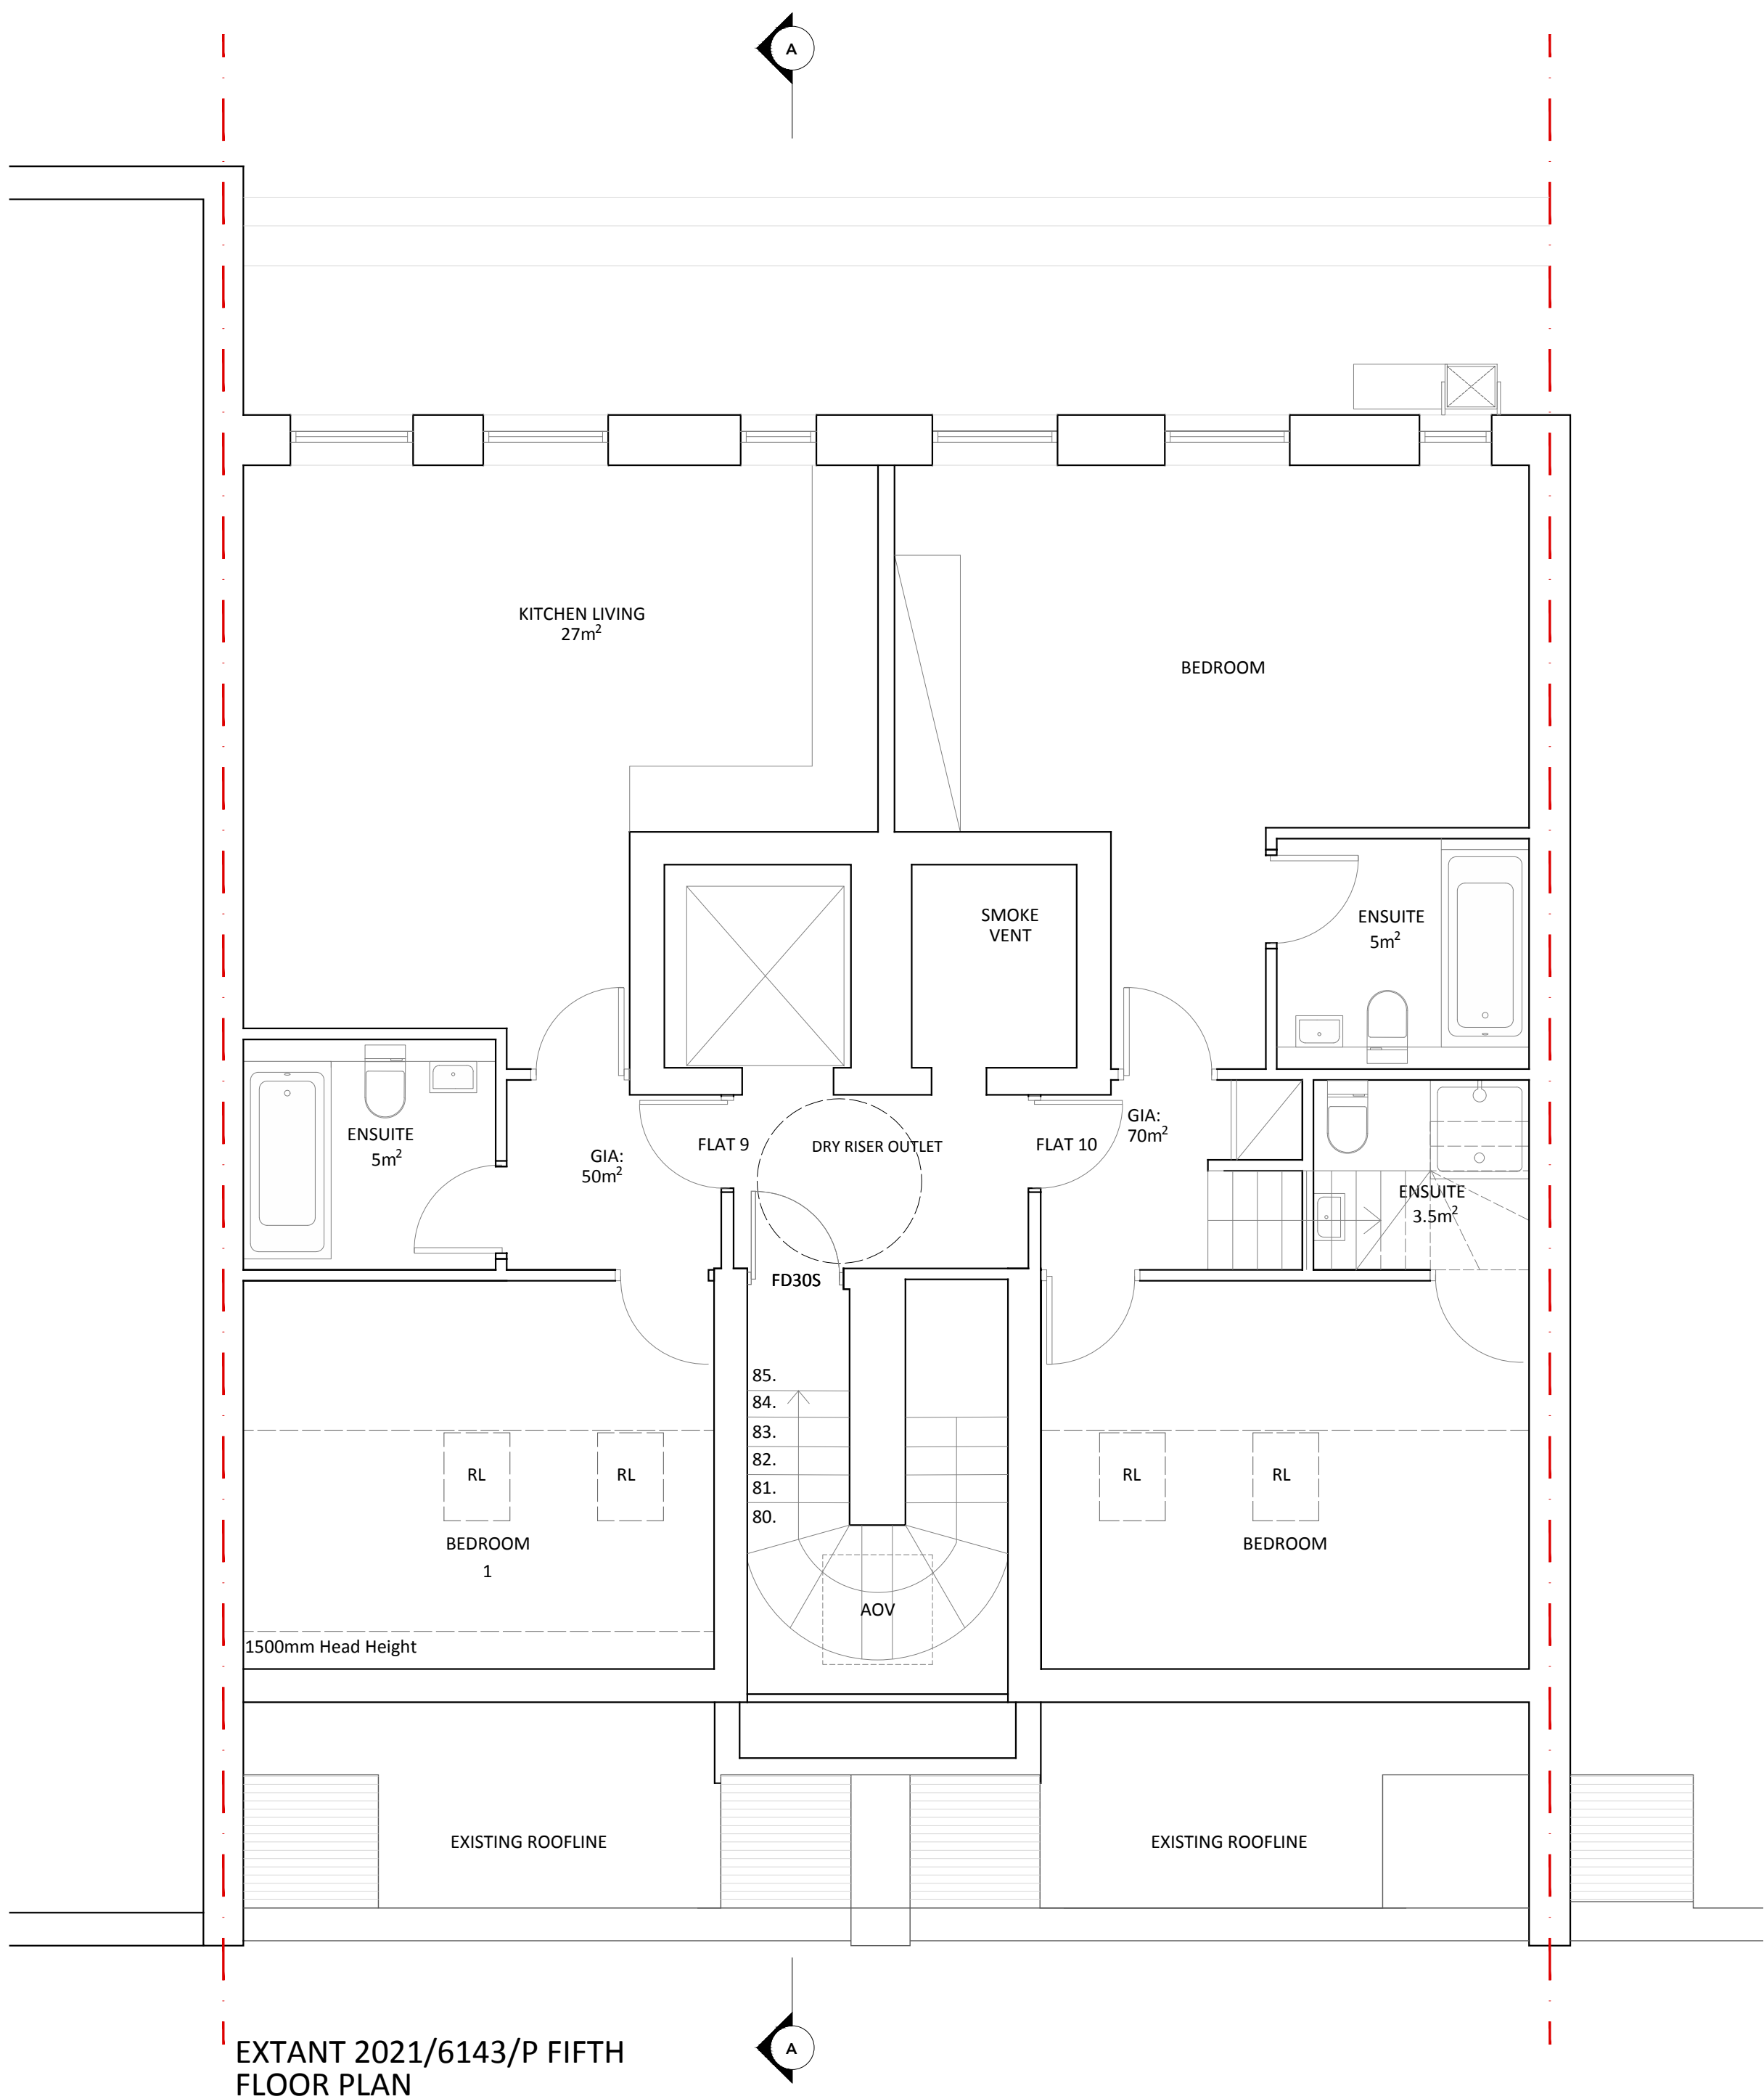 A
KITCHEN LIVING
27m²
BEDROOM
SMOKE
VENT
ENSUITE
5m²
ENSUITE
5m²
GIA:
50m²
FLAT 9
DRY RISER OUTLET
FLAT 10
GIA:
70m²
ENSUITE
3.5m²
FD30S
85.
84.
83.
82.
81.
80.
RL
RL
RL
RL
BEDROOM
1
BEDROOM
AOV
1500mm Head Height
EXISTING ROOFLINE
EXISTING ROOFLINE
A
EXTANT 2021/6143/P FIFTH
FLOOR PLAN